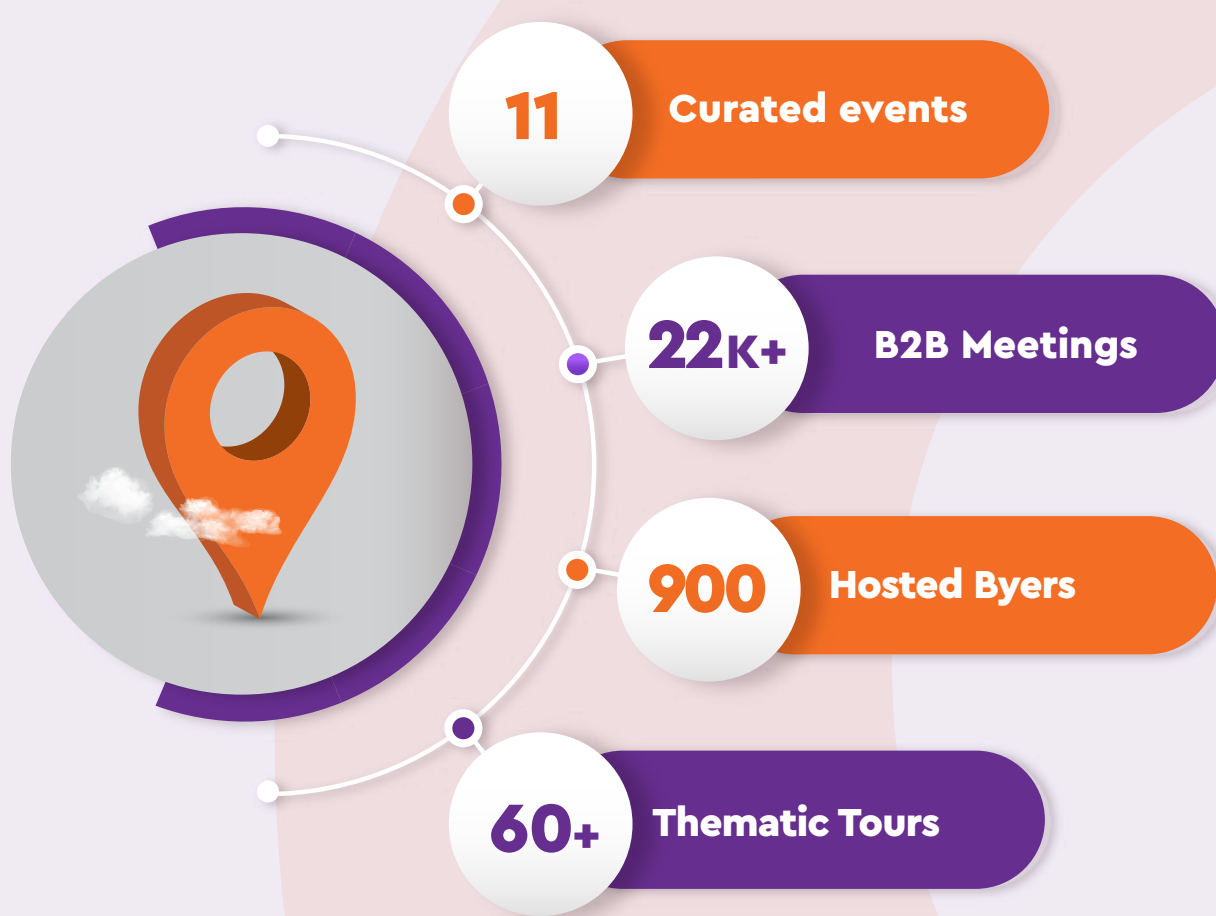 11
Curated events
22K+
B2B Meetings
900
Hosted Byers
60+
Thematic Tours